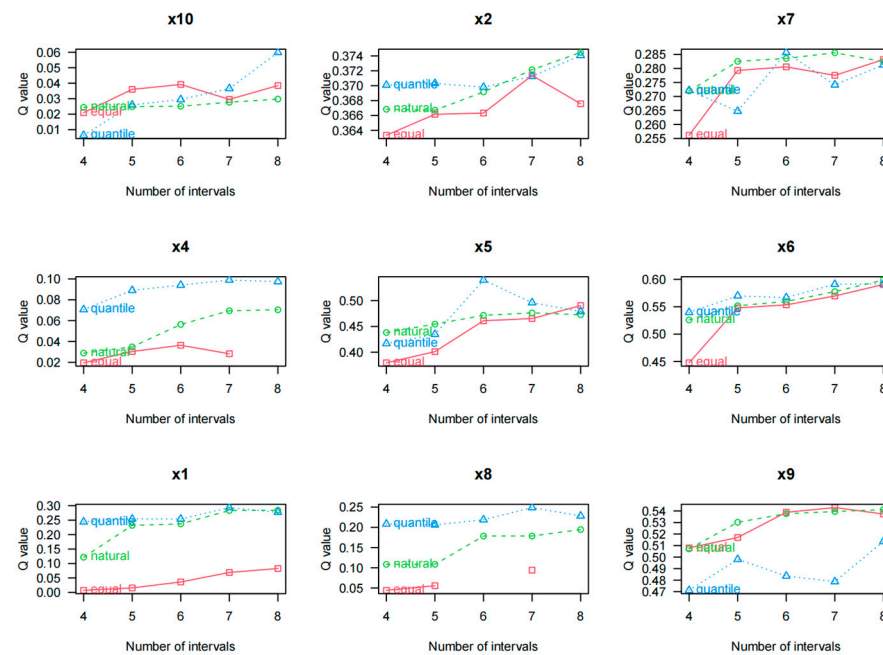 x10
0.06
0.05
0.04
0.03
0.02
0.01
Q value
natural
equal
quantile
4 5 6 7 8
Number of intervals
x2
0.374
0.370
0.368
0.366
0.364
Q value
quantile
natural
equal
4 5 6 7 8
Number of intervals
x7
0.285
0.280
0.275
0.270
0.265
0.260
0.255
Q value
quantile
equal
4 5 6 7 8
Number of intervals
x4
0.10
0.08
0.06
0.04
0.02
Q value
quantile
natural
equal
4 5 6 7 8
Number of intervals
x5
0.50
0.45
0.40
Q value
natural
quantile
equal
4 5 6 7 8
Number of intervals
x6
0.60
0.55
0.50
0.45
Q value
quantile
natural
equal
4 5 6 7 8
Number of intervals
x1
0.30
0.25
0.20
0.15
0.10
0.05
0.00
Q value
quantile
natural
equal
4 5 6 7 8
Number of intervals
x8
0.25
0.20
0.15
0.10
0.05
Q value
quantile
natural
equal
4 5 6 7 8
Number of intervals
x9
0.54
0.53
0.52
0.51
0.50
0.49
0.48
0.47
Q value
natural
quantile
4 5 6 7 8
Number of intervals